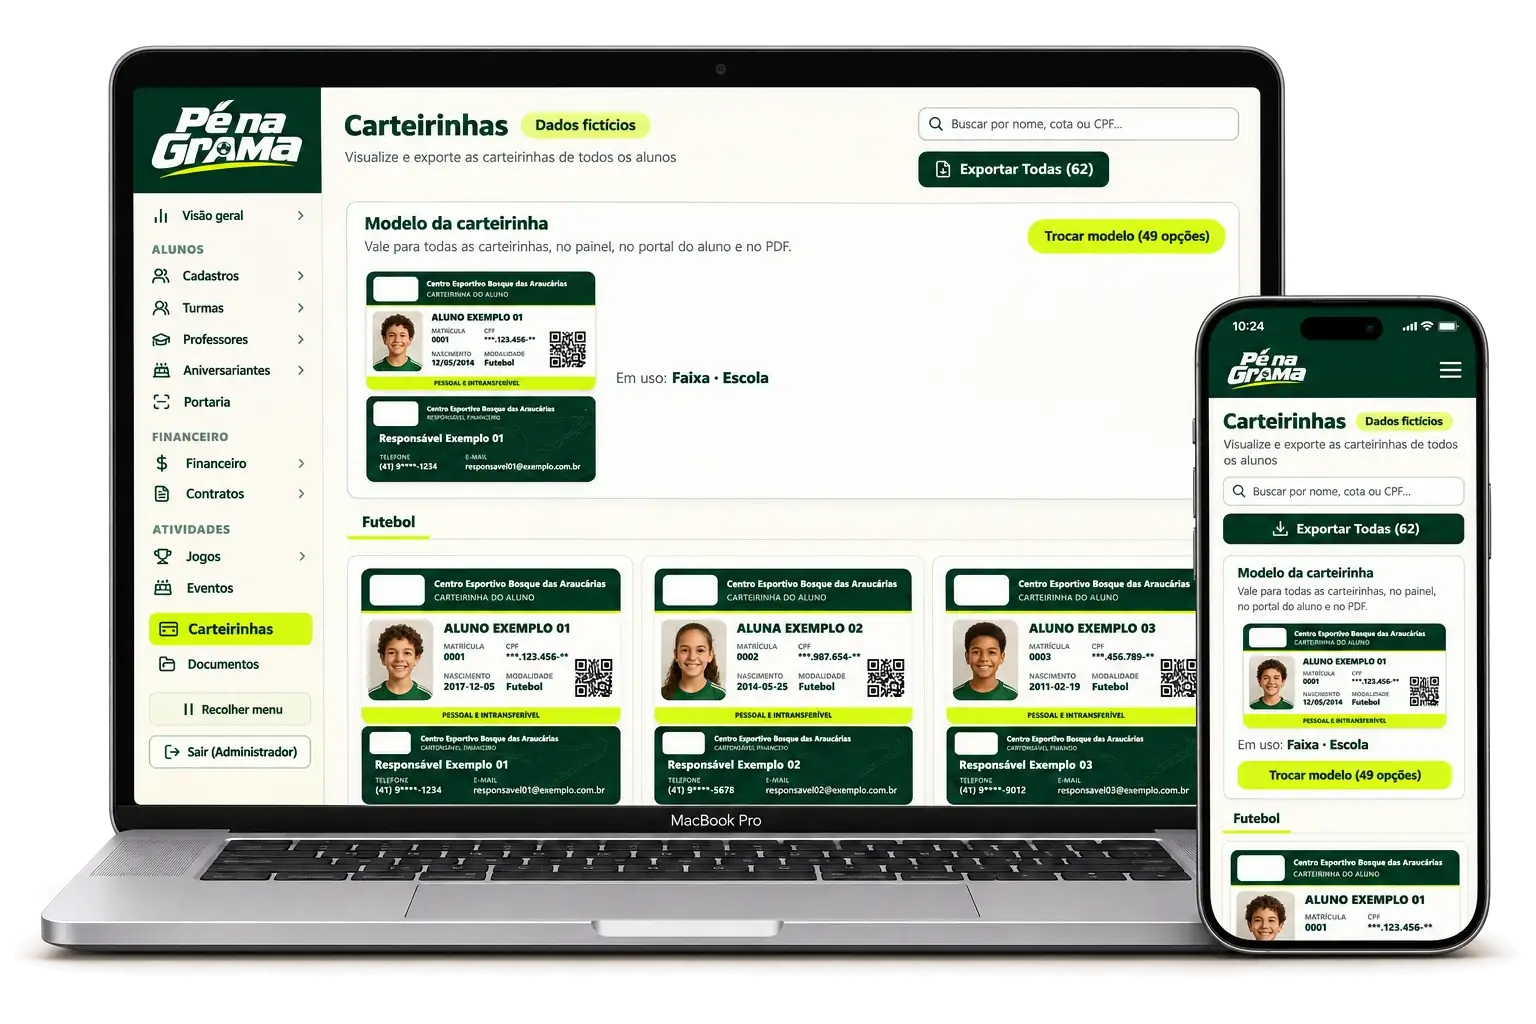 Pé na
GRAMa
Carteirinhas
Dados fictícios
Visualize e exporte as carteirinhas de todos os alunos
Buscar por nome, cota ou CPF...
Exportar Todas (62)
Visão geral
ALUNOS
Cadastros
Turmas
Professores
Aniversariantes
Portaria
FINANCEIRO
Financeiro
Contratos
ATIVIDADES
Jogos
Eventos
Carteirinhas
Documentos
Recolher menu
Sair (Administrador)
Modelo da carteirinha
Vale para todas as carteirinhas, no painel, no portal do aluno e no PDF.
Trocar modelo (49 opções)
Centro Esportivo Bosque das Araucárias
CARTEIRINHA DO ALUNO
ALUNO EXEMPLO 01
MATRÍCULA CPF
0001 ***.123.456-**
NASCIMENTO MODALIDADE
12/05/2014 Futebol
PESSOAL E INTRANSFERÍVEL
Centro Esportivo Bosque das Araucárias
Responsável Exemplo 01
TELEFONE E-MAIL
(41) 9****-1234 responsavel01@exemplo.com.br
Em uso: Faixa · Escola
Futebol
Centro Esportivo Bosque das Araucárias
CARTEIRINHA DO ALUNO
ALUNO EXEMPLO 01
MATRÍCULA CPF
0001 ***.123.456-**
NASCIMENTO MODALIDADE
2017-12-05 Futebol
PESSOAL E INTRANSFERÍVEL
Centro Esportivo Bosque das Araucárias
Responsável Exemplo 01
TELEFONE E-MAIL
(41) 9****-1234 responsavel01@exemplo.com.br
Centro Esportivo Bosque das Araucárias
CARTEIRINHA DO ALUNO
ALUNA EXEMPLO 02
MATRÍCULA CPF
0002 ***.987.654-**
NASCIMENTO MODALIDADE
2014-05-25 Futebol
PESSOAL E INTRANSFERÍVEL
Centro Esportivo Bosque das Araucárias
Responsável Exemplo 02
TELEFONE E-MAIL
(41) 9****-5678 responsavel02@exemplo.com.br
Centro Esportivo Bosque das Araucárias
CARTEIRINHA DO ALUNO
ALUNO EXEMPLO 03
MATRÍCULA CPF
0003 ***.456.789-**
NASCIMENTO MODALIDADE
2011-02-19 Futebol
PESSOAL E INTRANSFERÍVEL
Centro Esportivo Bosque das Araucárias
Responsável Exemplo 03
TELEFONE E-MAIL
(41) 9****-9012 responsavel03@exemplo.com.br
MacBook Pro
10:24
Pé na
GRAMa
Carteirinhas
Dados fictícios
Visualize e exporte as carteirinhas de todos
os alunos
Buscar por nome, cota ou CPF...
Exportar Todas (62)
Modelo da carteirinha
Vale para todas as carteirinhas, no painel,
no portal do aluno e no PDF.
Centro Esportivo Bosque das Araucárias
CARTEIRINHA DO ALUNO
ALUNO EXEMPLO 01
MATRÍCULA CPF
0001 ***.123.456-**
NASCIMENTO MODALIDADE
12/05/2014 Futebol
PESSOAL E INTRANSFERÍVEL
Em uso: Faixa · Escola
Trocar modelo (49 opções)
Futebol
Centro Esportivo Bosque das Araucárias
CARTEIRINHA DO ALUNO
ALUNO EXEMPLO 01
MATRÍCULA CPF
0001 ***.123.456-**